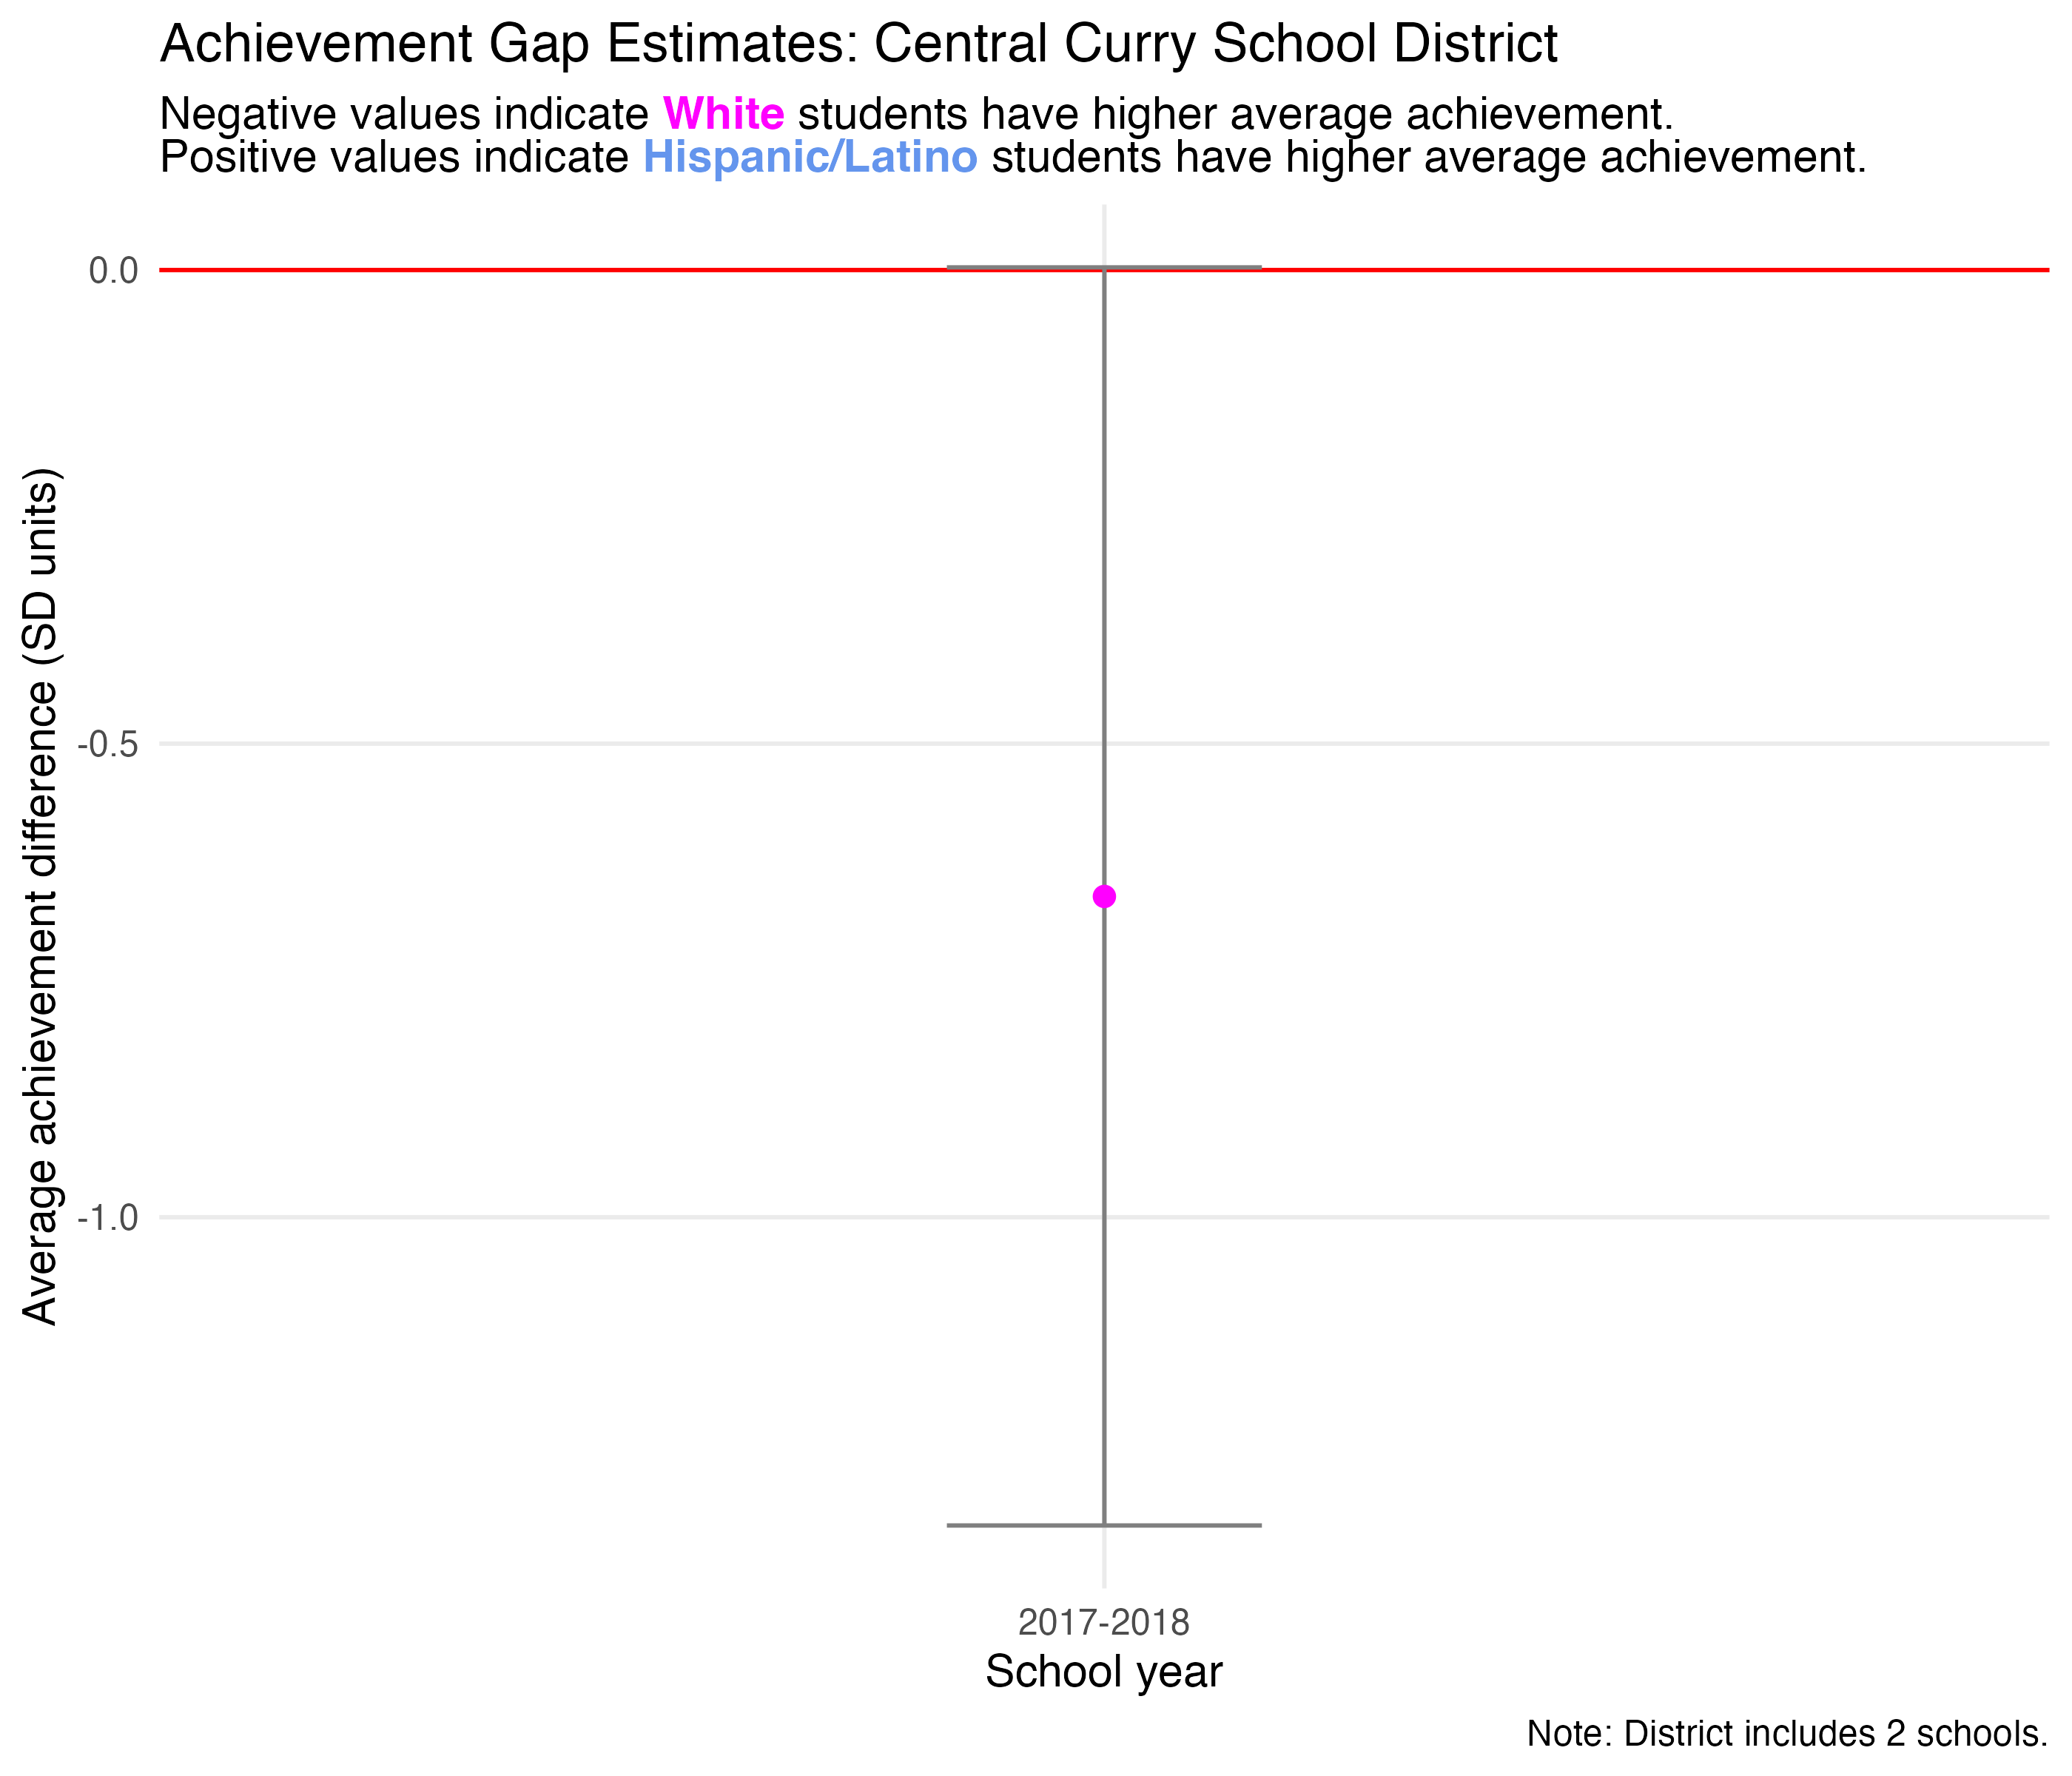 Achievement Gap Estimates: Central Curry School District
Negative values indicate White students have higher average achievement.
Positive values indicate Hispanic/Latino students have higher average achievement.
0.0
-0.5
-1.0
Average achievement difference (SD units)
2017-2018
School year
Note: District includes 2 schools.